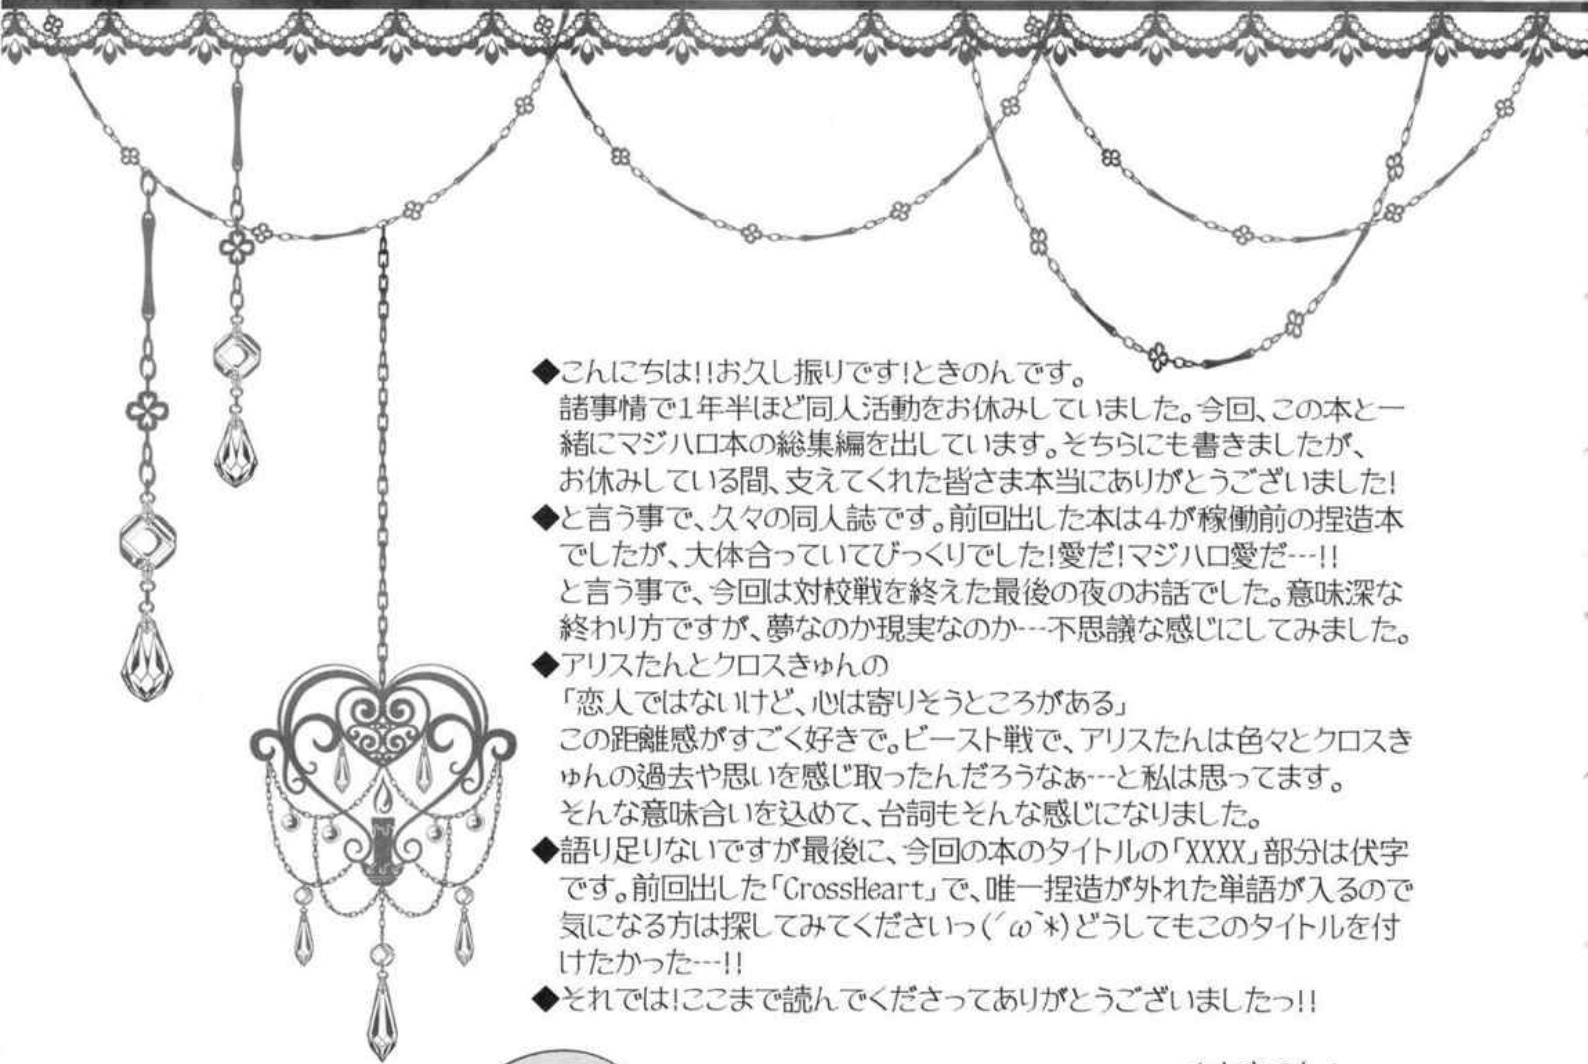 ◆こんにちは!!お久し振りです!ときのんです。
諸事情で1年半ほど同人活動をお休みしていました。今回、この本と一
緒にマジハロ本の総集編を出しています。そちらにも書きましたが、
お休みしている間、支えてくれた皆さま本当にありがとうございました!
◆と言う事で、久々の同人誌です。前回出した本は4が稼働前の捏造本
でしたが、大体合っていてびっくりでした!愛だ!マジハロ愛だ---!!
と言う事で、今回は対校戦を終えた最後の夜のお話でした。意味深な
終わり方ですが、夢なのか現実なのか---不思議な感じにしてみました。
◆アリスたんとクロスきゅんの
「恋人ではないけど、心は寄りそうところがある」
この距離感がすごく好きで。ビースト戦で、アリスたんは色々とクロスき
ゅんの過去や思いを感じ取ったんだろうなぁ---と私は思ってます。
そんな意味合いを込めて、台詞もそんな感じになりました。
◆語り足りないですが最後に、今回の本のタイトルの「XXXX」部分は伏字
です。前回出した「CrossHeart」で、唯一捏造が外れた単語が入るので
気になる方は探してみてくださいっ(´ω`*)どうしてもこのタイトルを付
けたかった---!!
◆それでは!ここまで読んでくださってありがとうございましたっ!!